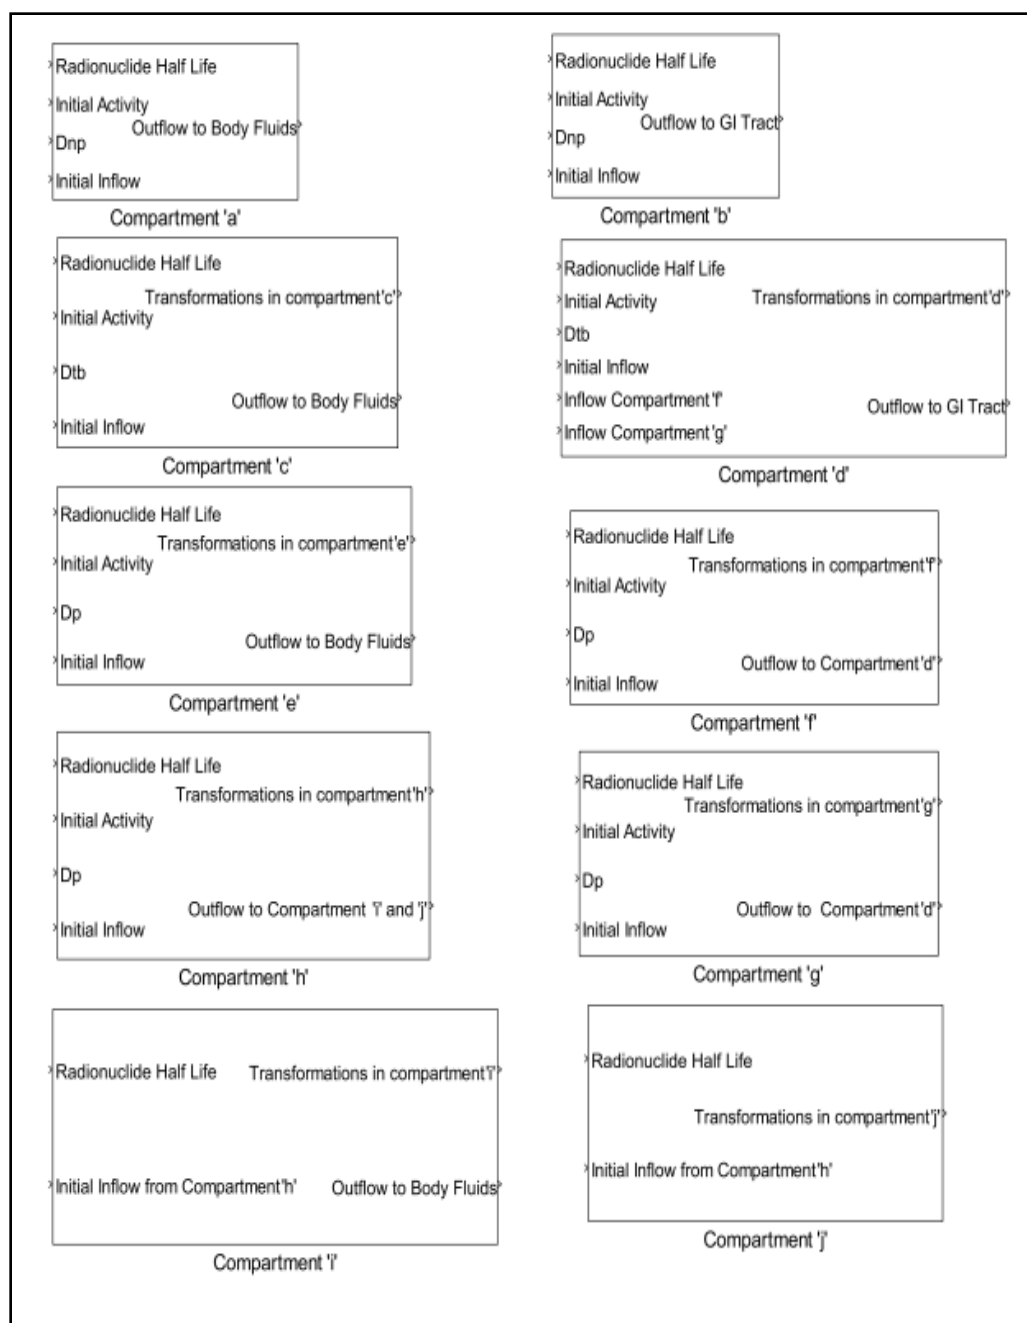 Radionuclide Half Life
Initial Activity
Outflow to Body Fluids
Dnp
Initial Inflow
Compartment 'a'
Radionuclide Half Life
Initial Activity
Outflow to GI Tract
Dnp
Initial Inflow
Compartment 'b'
Radionuclide Half Life
Transformations in compartment'c'
Initial Activity
Dtb
Outflow to Body Fluids
Initial Inflow
Compartment 'c'
Radionuclide Half Life
Initial Activity
Transformations in compartment'd'
Dtb
Initial Inflow
Inflow Compartment 'f'
Outflow to GI Tract
Inflow Compartment 'g'
Compartment 'd'
Radionuclide Half Life
Transformations in compartment'e'
Initial Activity
Dp
Outflow to Body Fluids
Initial Inflow
Compartment 'e'
Radionuclide Half Life
Transformations in compartment'f'
Initial Activity
Dp
Outflow to Compartment'd'
Initial Inflow
Compartment 'f'
Radionuclide Half Life
Transformations in compartment'h'
Initial Activity
Dp
Outflow to Compartment 'i' and 'j'
Initial Inflow
Compartment 'h'
Radionuclide Half Life
Transformations in compartment'g'
Initial Activity
Dp
Outflow to Compartment'd'
Initial Inflow
Compartment 'g'
Radionuclide Half Life
Transformations in compartment'i'
Initial Inflow from Compartment'h'
Outflow to Body Fluids
Compartment 'i'
Radionuclide Half Life
Transformations in compartment'j'
Initial Inflow from Compartment'h'
Compartment 'j'